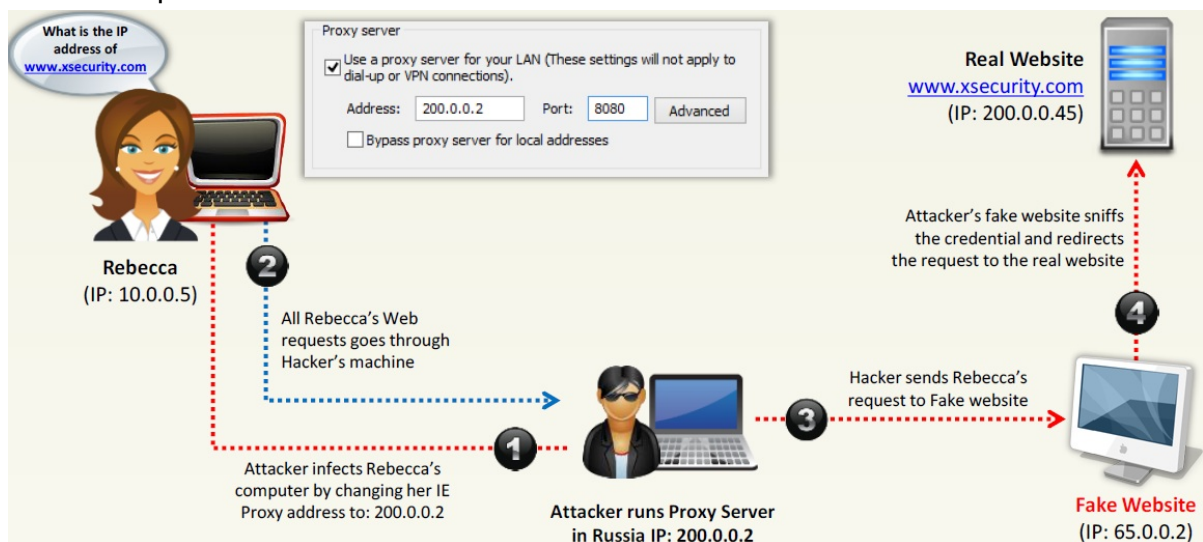 What is the IP
address of
www.xsecurity.com
Proxy server
Use a proxy server for your LAN (These settings will not apply to
dial-up or VPN connections).
Address: 200.0.0.2 Port: 8080 Advanced
Bypass proxy server for local addresses
Real Website
www.xsecurity.com
(IP: 200.0.0.45)
Rebecca
(IP: 10.0.0.5)
2
All Rebecca's Web
requests goes through
Hacker's machine
Attacker's fake website sniffs
the credential and redirects
the request to the real website
4
1
Attacker infects Rebecca's
computer by changing her IE
Proxy address to: 200.0.0.2
Attacker runs Proxy Server
in Russia IP: 200.0.0.2
Hacker sends Rebecca's
request to Fake website
3
Fake Website
(IP: 65.0.0.2)